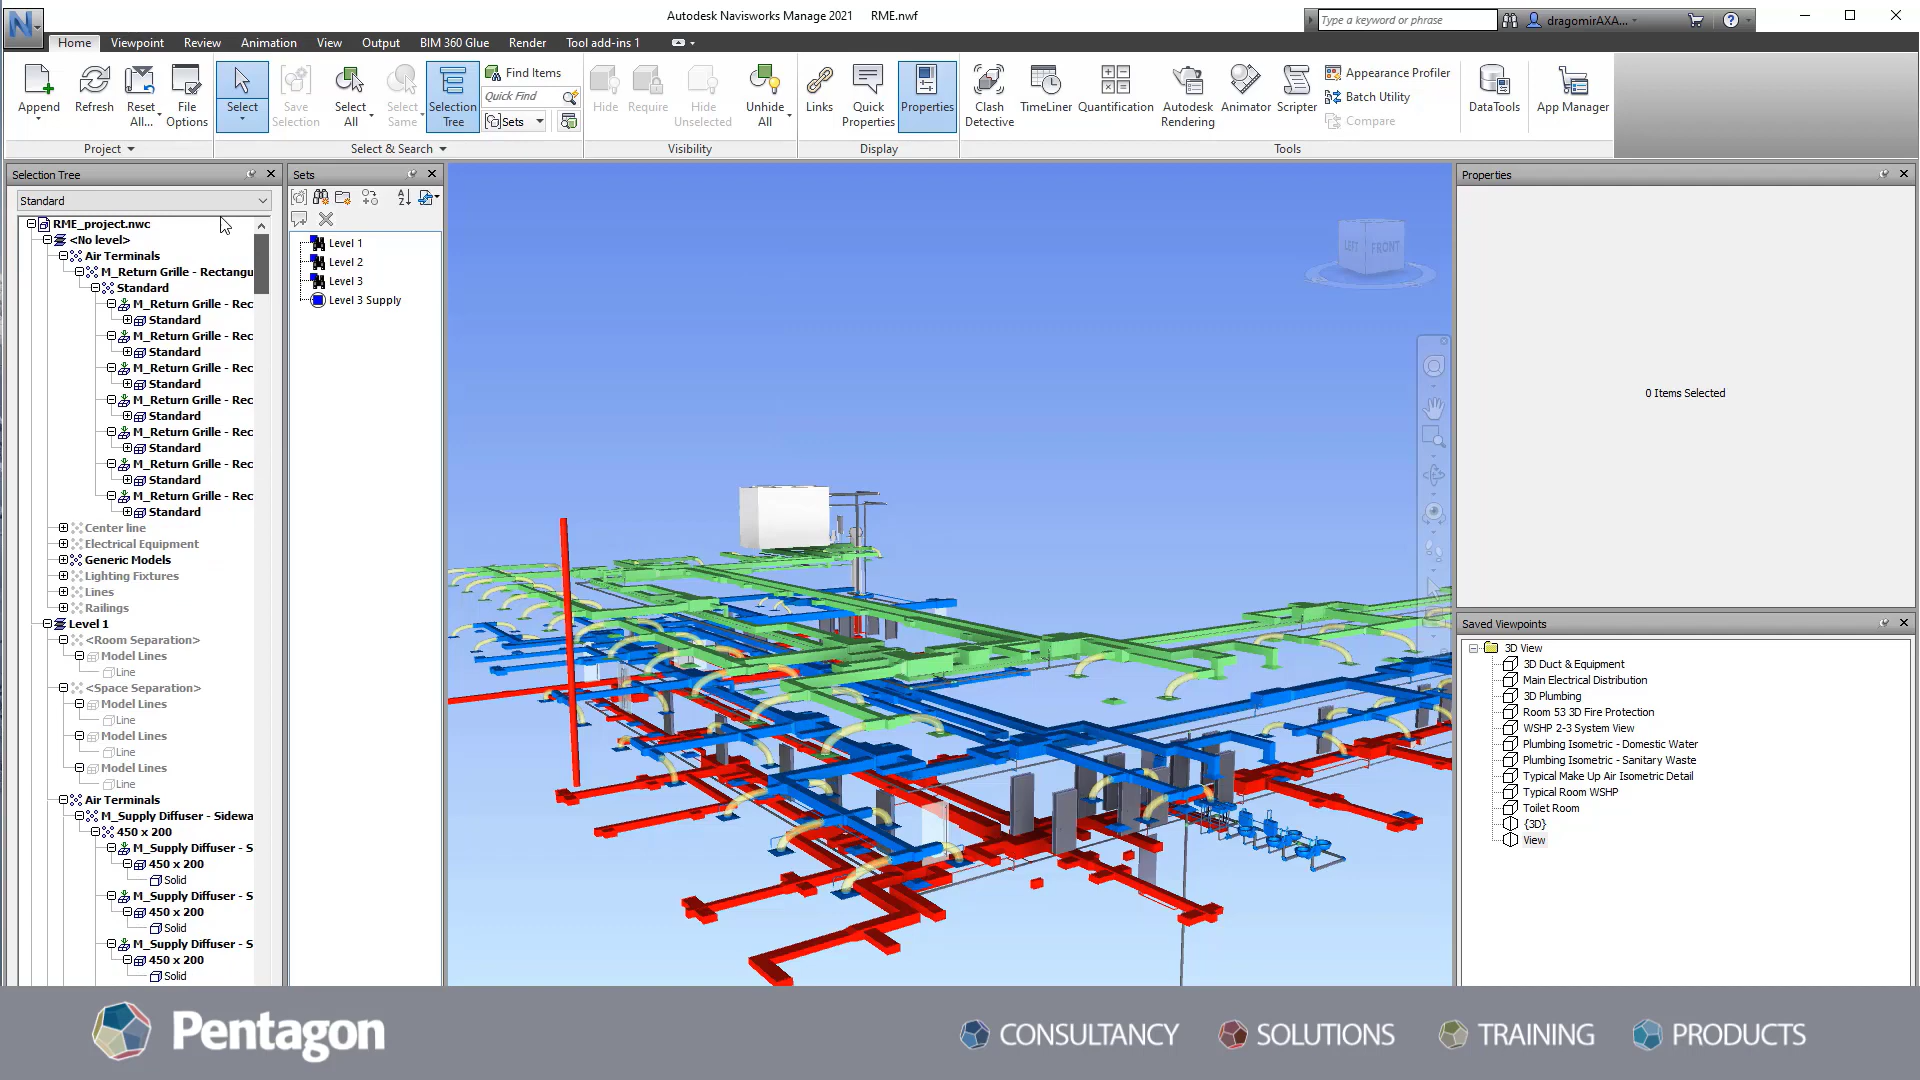 Autodesk Navisworks Manage 2021 RME.nwf
Type a keyword or phrase
dragomirAXA...
Home Viewpoint Review Animation View Output BIM 360 Glue Render Tool add-ins 1
Append
Refresh
Reset All...
File Options
Select
Save Selection
Select All
Select Same
Selection Tree
Find Items
Quick Find
Sets
Hide
Require
Hide Unselected
Unhide All
Links
Quick Properties
Properties
Clash Detective
TimeLiner
Quantification
Autodesk Rendering
Animator
Scripter
Appearance Profiler
Batch Utility
Compare
DataTools
App Manager
Project
Select & Search
Visibility
Display
Tools
Selection Tree
Standard
RME_project.nwc
<No level>
Air Terminals
M_Return Grille - Rectangu
Standard
M_Return Grille - Rec
Standard
M_Return Grille - Rec
Standard
M_Return Grille - Rec
Standard
M_Return Grille - Rec
Standard
M_Return Grille - Rec
Standard
M_Return Grille - Rec
Standard
M_Return Grille - Rec
Standard
Center line
Electrical Equipment
Generic Models
Lighting Fixtures
Lines
Railings
Level 1
<Room Separation>
Model Lines
Line
<Space Separation>
Model Lines
Line
Model Lines
Line
Model Lines
Line
Air Terminals
M_Supply Diffuser - Sidewa
450 x 200
M_Supply Diffuser - S
450 x 200
Solid
M_Supply Diffuser - S
450 x 200
Solid
M_Supply Diffuser - S
450 x 200
Solid
Sets
Level 1
Level 2
Level 3
Level 3 Supply
LEFT FRONT
Properties
0 Items Selected
Saved Viewpoints
3D View
3D Duct & Equipment
Main Electrical Distribution
3D Plumbing
Room 53 3D Fire Protection
WSHP 2-3 System View
Plumbing Isometric - Domestic Water
Plumbing Isometric - Sanitary Waste
Typical Make Up Air Isometric Detail
Typical Room WSHP
Toilet Room
{3D}
View
Pentagon
CONSULTANCY SOLUTIONS TRAINING PRODUCTS